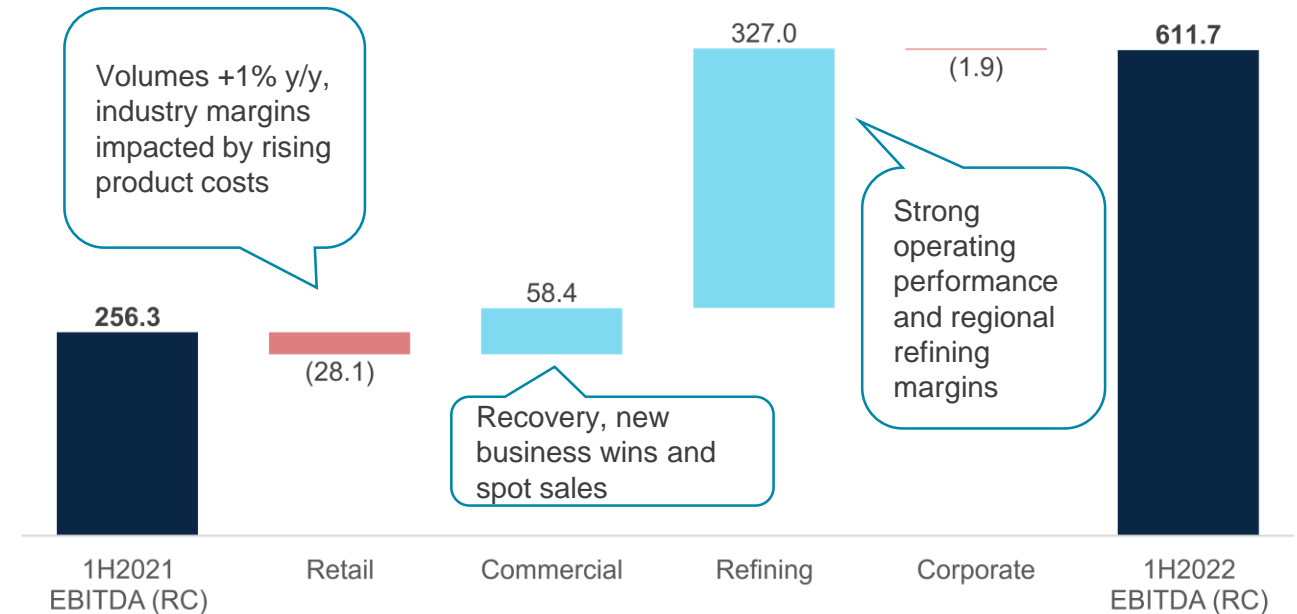 Volumes +1% y/y,
industry margins
impacted by rising
product costs
256.3
(28.1)
58.4
Recovery, new
business wins and
spot sales
327.0
Strong
operating
performance
and regional
refining
margins
(1.9)
611.7
1H2021
EBITDA (RC)
Retail
Commercial
Refining
Corporate
1H2022
EBITDA (RC)